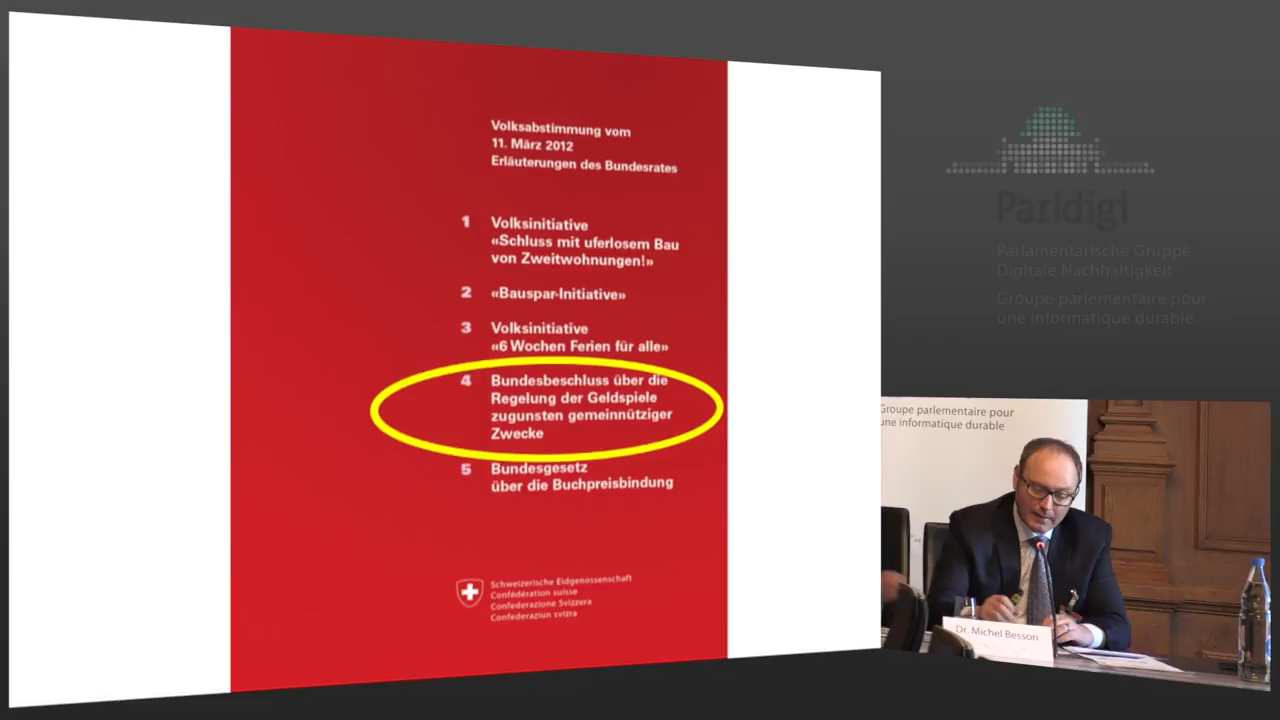 Volksabstimmung vom
11. März 2012
Erläuterungen des Bundesrates
1 Volksinitiative
«Schluss mit uferlosem Bau
von Zweitwohnungen!»
2 «Bauspar-Initiative»
3 Volksinitiative
«6 Wochen Ferien für alle»
4 Bundesbeschluss über die
Regelung der Geldspiele
zugunsten gemeinnütziger
Zwecke
5 Bundesgesetz
über die Buchpreisbindung
Schweizerische Eidgenossenschaft
Confédération suisse
Confederazione Svizzera
Confederaziun svizra
Parldigi
Parlamentarische Gruppe
Digitale Nachhaltigkeit
Groupe parlementaire pour
une informatique durable
Groupe parlementaire pour
une informatique durable
Dr. Michel Besson